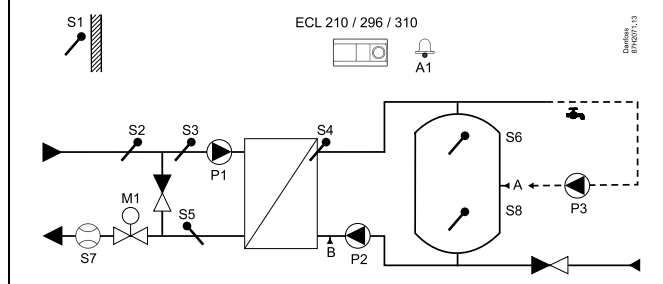 S1
ECL 210 / 296 / 310
A1
Danfoss
87H2071.13
S2
S3
S4
S6
P1
A
M1
S5
S8
P3
S7
B
P2